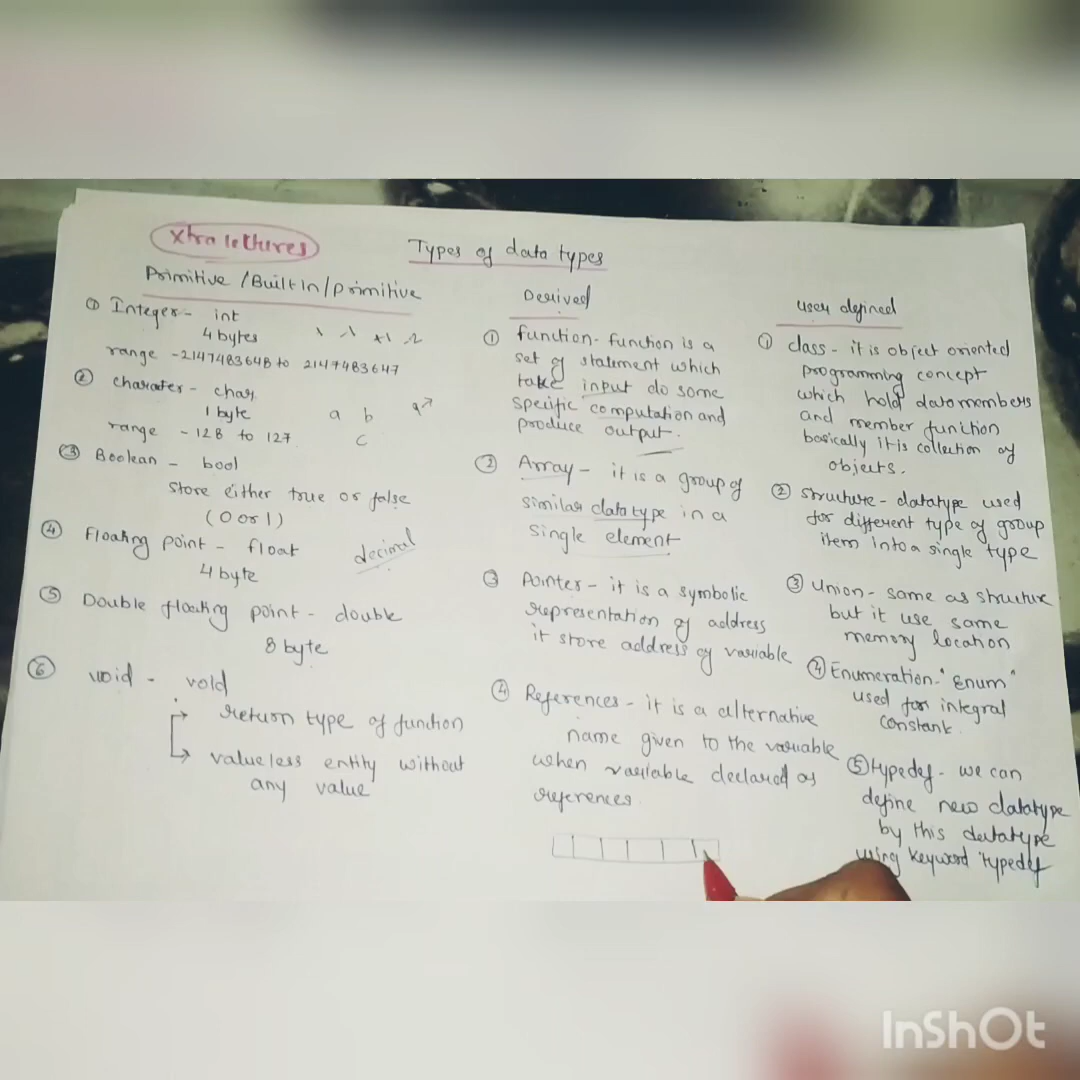 Xtra lectures
Types of data types
Primitive / Built In / primitive
① Integer - int
4 bytes
range -2147483648 to 2147483647
② charater - char
1 byte
a b
c
range -128 to 127
③ Boolean - bool
store either true or false
(0 or 1)
④ Floating point - float
decimal
4 byte
⑤ Double floating point - double
8 byte
⑥ void - void
return type of function
valueless entity without
any value
Derived
① function - function is a
set of statement which
take input do some
specific computation and
produce output.
② Array - it is a group of
similar datatype in a
single element
③ Pointer - it is a symbolic
representation of address
it store address of variable
④ References - it is a alternative
name given to the variable
when variable declared as
references.
user defined
① class - it is object oriented
programming concept
which hold datamembers
and member function
basically it is collection of
objects.
② structure - datatype used
for different type of group
item into a single type
③ Union - same as structure
but it use same
memory location
④ Enumeration - "Enum"
used for integral
constant.
⑤ typedef - we can
define new datatype
by this datatype
using keyword 'typedef
InShOt